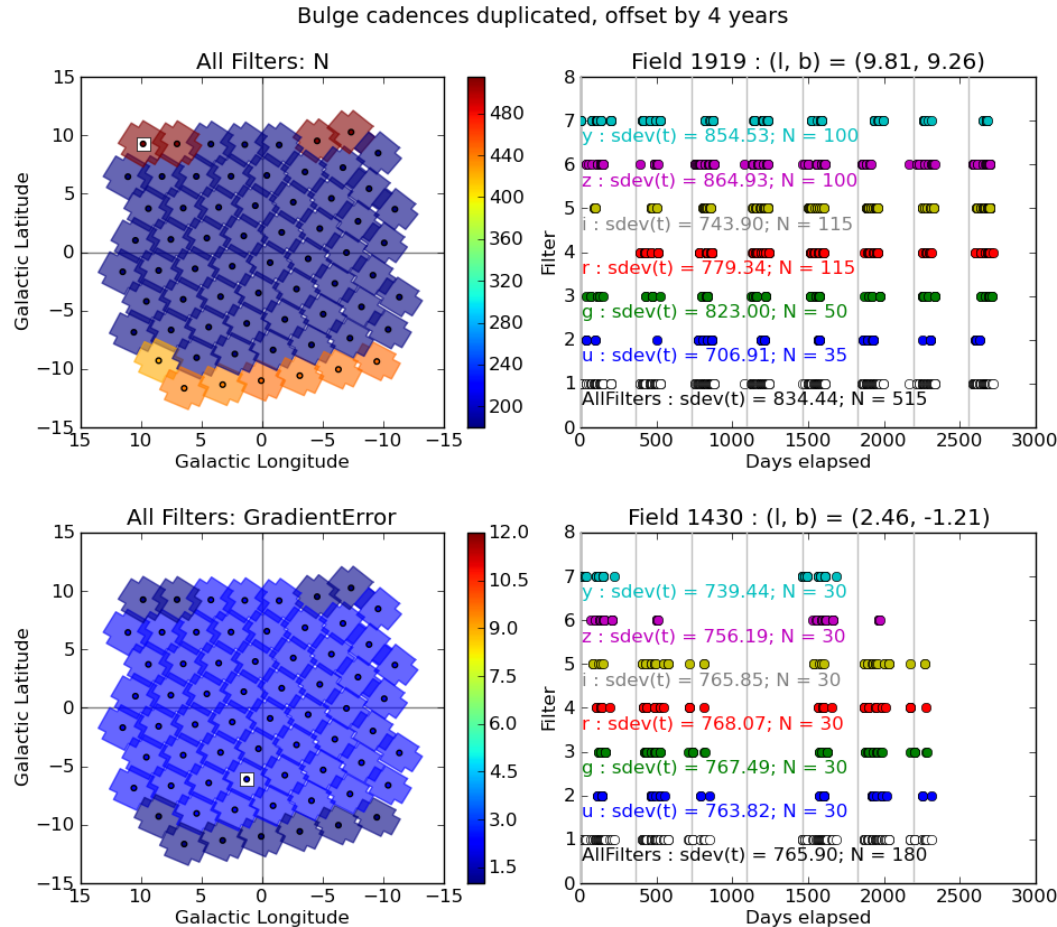 Bulge cadences duplicated, offset by 4 years
All Filters: N
15
10
5
0
−5
−10
−15
Galactic Latitude
15
10
5
0
−5
−10
−15
Galactic Longitude
480
440
400
360
320
280
240
200
Field 1919 : (l, b) = (9.81, 9.26)
8
7
6
5
4
3
2
1
0
Filter
y : sdev(t) = 854.53; N = 100
z : sdev(t) = 864.93; N = 100
i : sdev(t) = 743.90; N = 115
r : sdev(t) = 779.34; N = 115
g : sdev(t) = 823.00; N = 50
u : sdev(t) = 706.91; N = 35
AllFilters : sdev(t) = 834.44; N = 515
0
500
1000
1500
2000
2500
3000
Days elapsed
All Filters: GradientError
15
10
5
0
−5
−10
−15
Galactic Latitude
15
10
5
0
−5
−10
−15
Galactic Longitude
12.0
10.5
9.0
7.5
6.0
4.5
3.0
1.5
Field 1430 : (l, b) = (2.46, -1.21)
8
7
6
5
4
3
2
1
0
Filter
y : sdev(t) = 739.44; N = 30
z : sdev(t) = 756.19; N = 30
i : sdev(t) = 765.85; N = 30
r : sdev(t) = 768.07; N = 30
g : sdev(t) = 767.49; N = 30
u : sdev(t) = 763.82; N = 30
AllFilters : sdev(t) = 765.90; N = 180
0
500
1000
1500
2000
2500
3000
Days elapsed